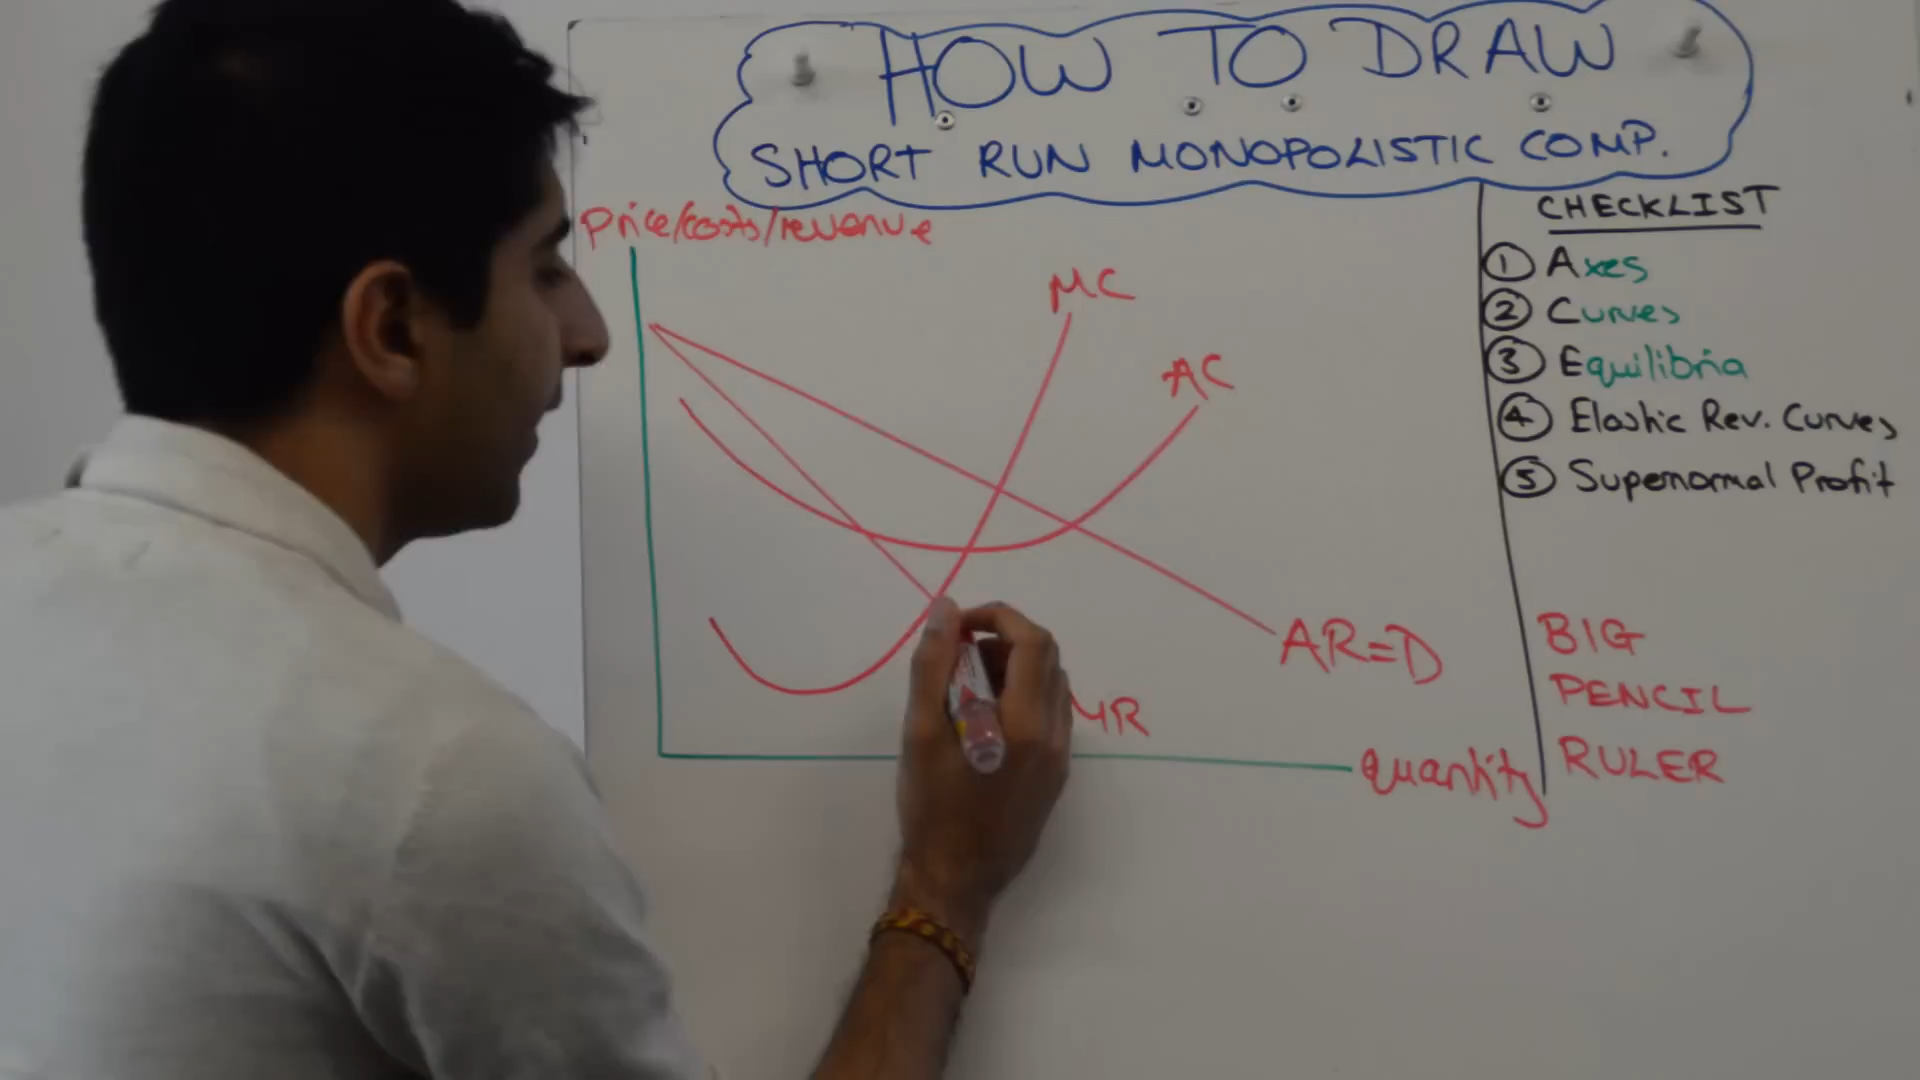 HOW TO DRAW
SHORT RUN MONOPOLISTIC COMP.
Price/costs/revenue
MC
AC
AR=D
MR
quantity
CHECKLIST
1 Axes
2 Curves
3 Equilibria
4 Elastic Rev. Curves
5 Supernormal Profit
BIG
PENCIL
RULER